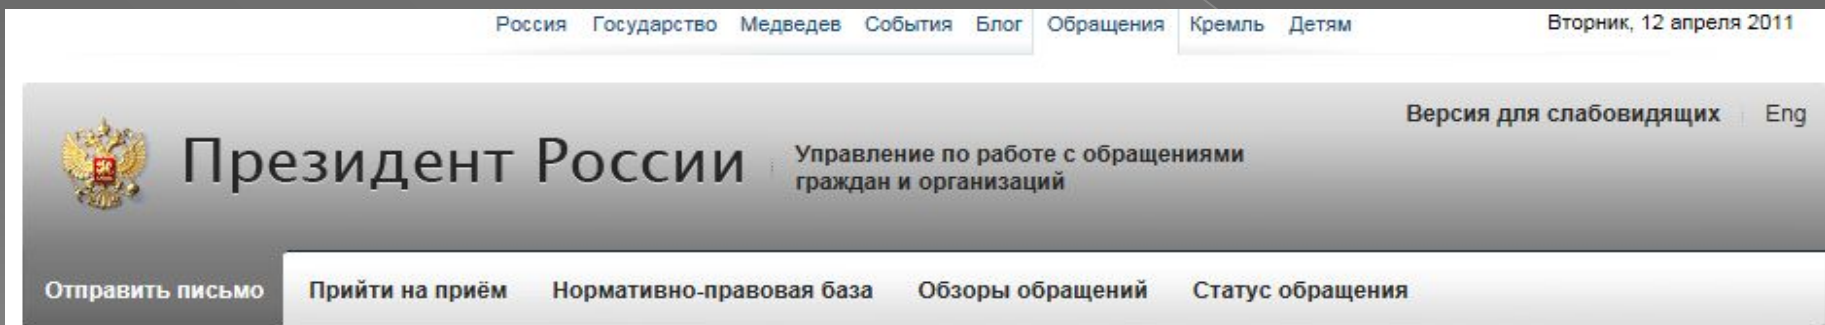 Россия Государство Медведев События Блог Обращения Кремль Детям Вторник, 12 апреля 2011
Версия для слабовидящих Eng
Президент России
Управление по работе с обращениями
граждан и организаций
Отправить письмо Прийти на приём Нормативно-правовая база Обзоры обращений Статус обращения